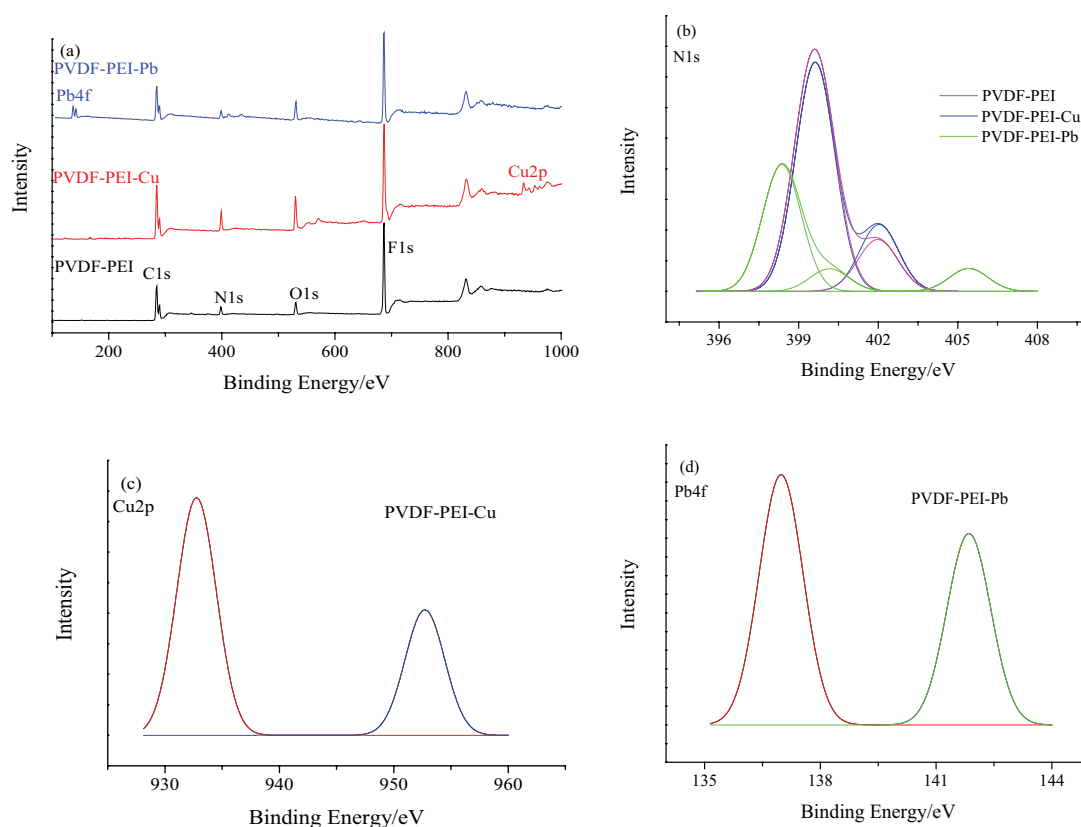 (a)
PVDF-PEI-Pb
Pb4f
PVDF-PEI-Cu
Cu2p
PVDF-PEI
C1s
N1s
O1s
F1s
Intensity
200 400 600 800 1000
Binding Energy/eV
(b)
N1s
PVDF-PEI
PVDF-PEI-Cu
PVDF-PEI-Pb
Intensity
396 399 402 405 408
Binding Energy/eV
(c)
Cu2p
PVDF-PEI-Cu
Intensity
930 940 950 960
Binding Energy/eV
(d)
Pb4f
PVDF-PEI-Pb
Intensity
135 138 141 144
Binding Energy/eV